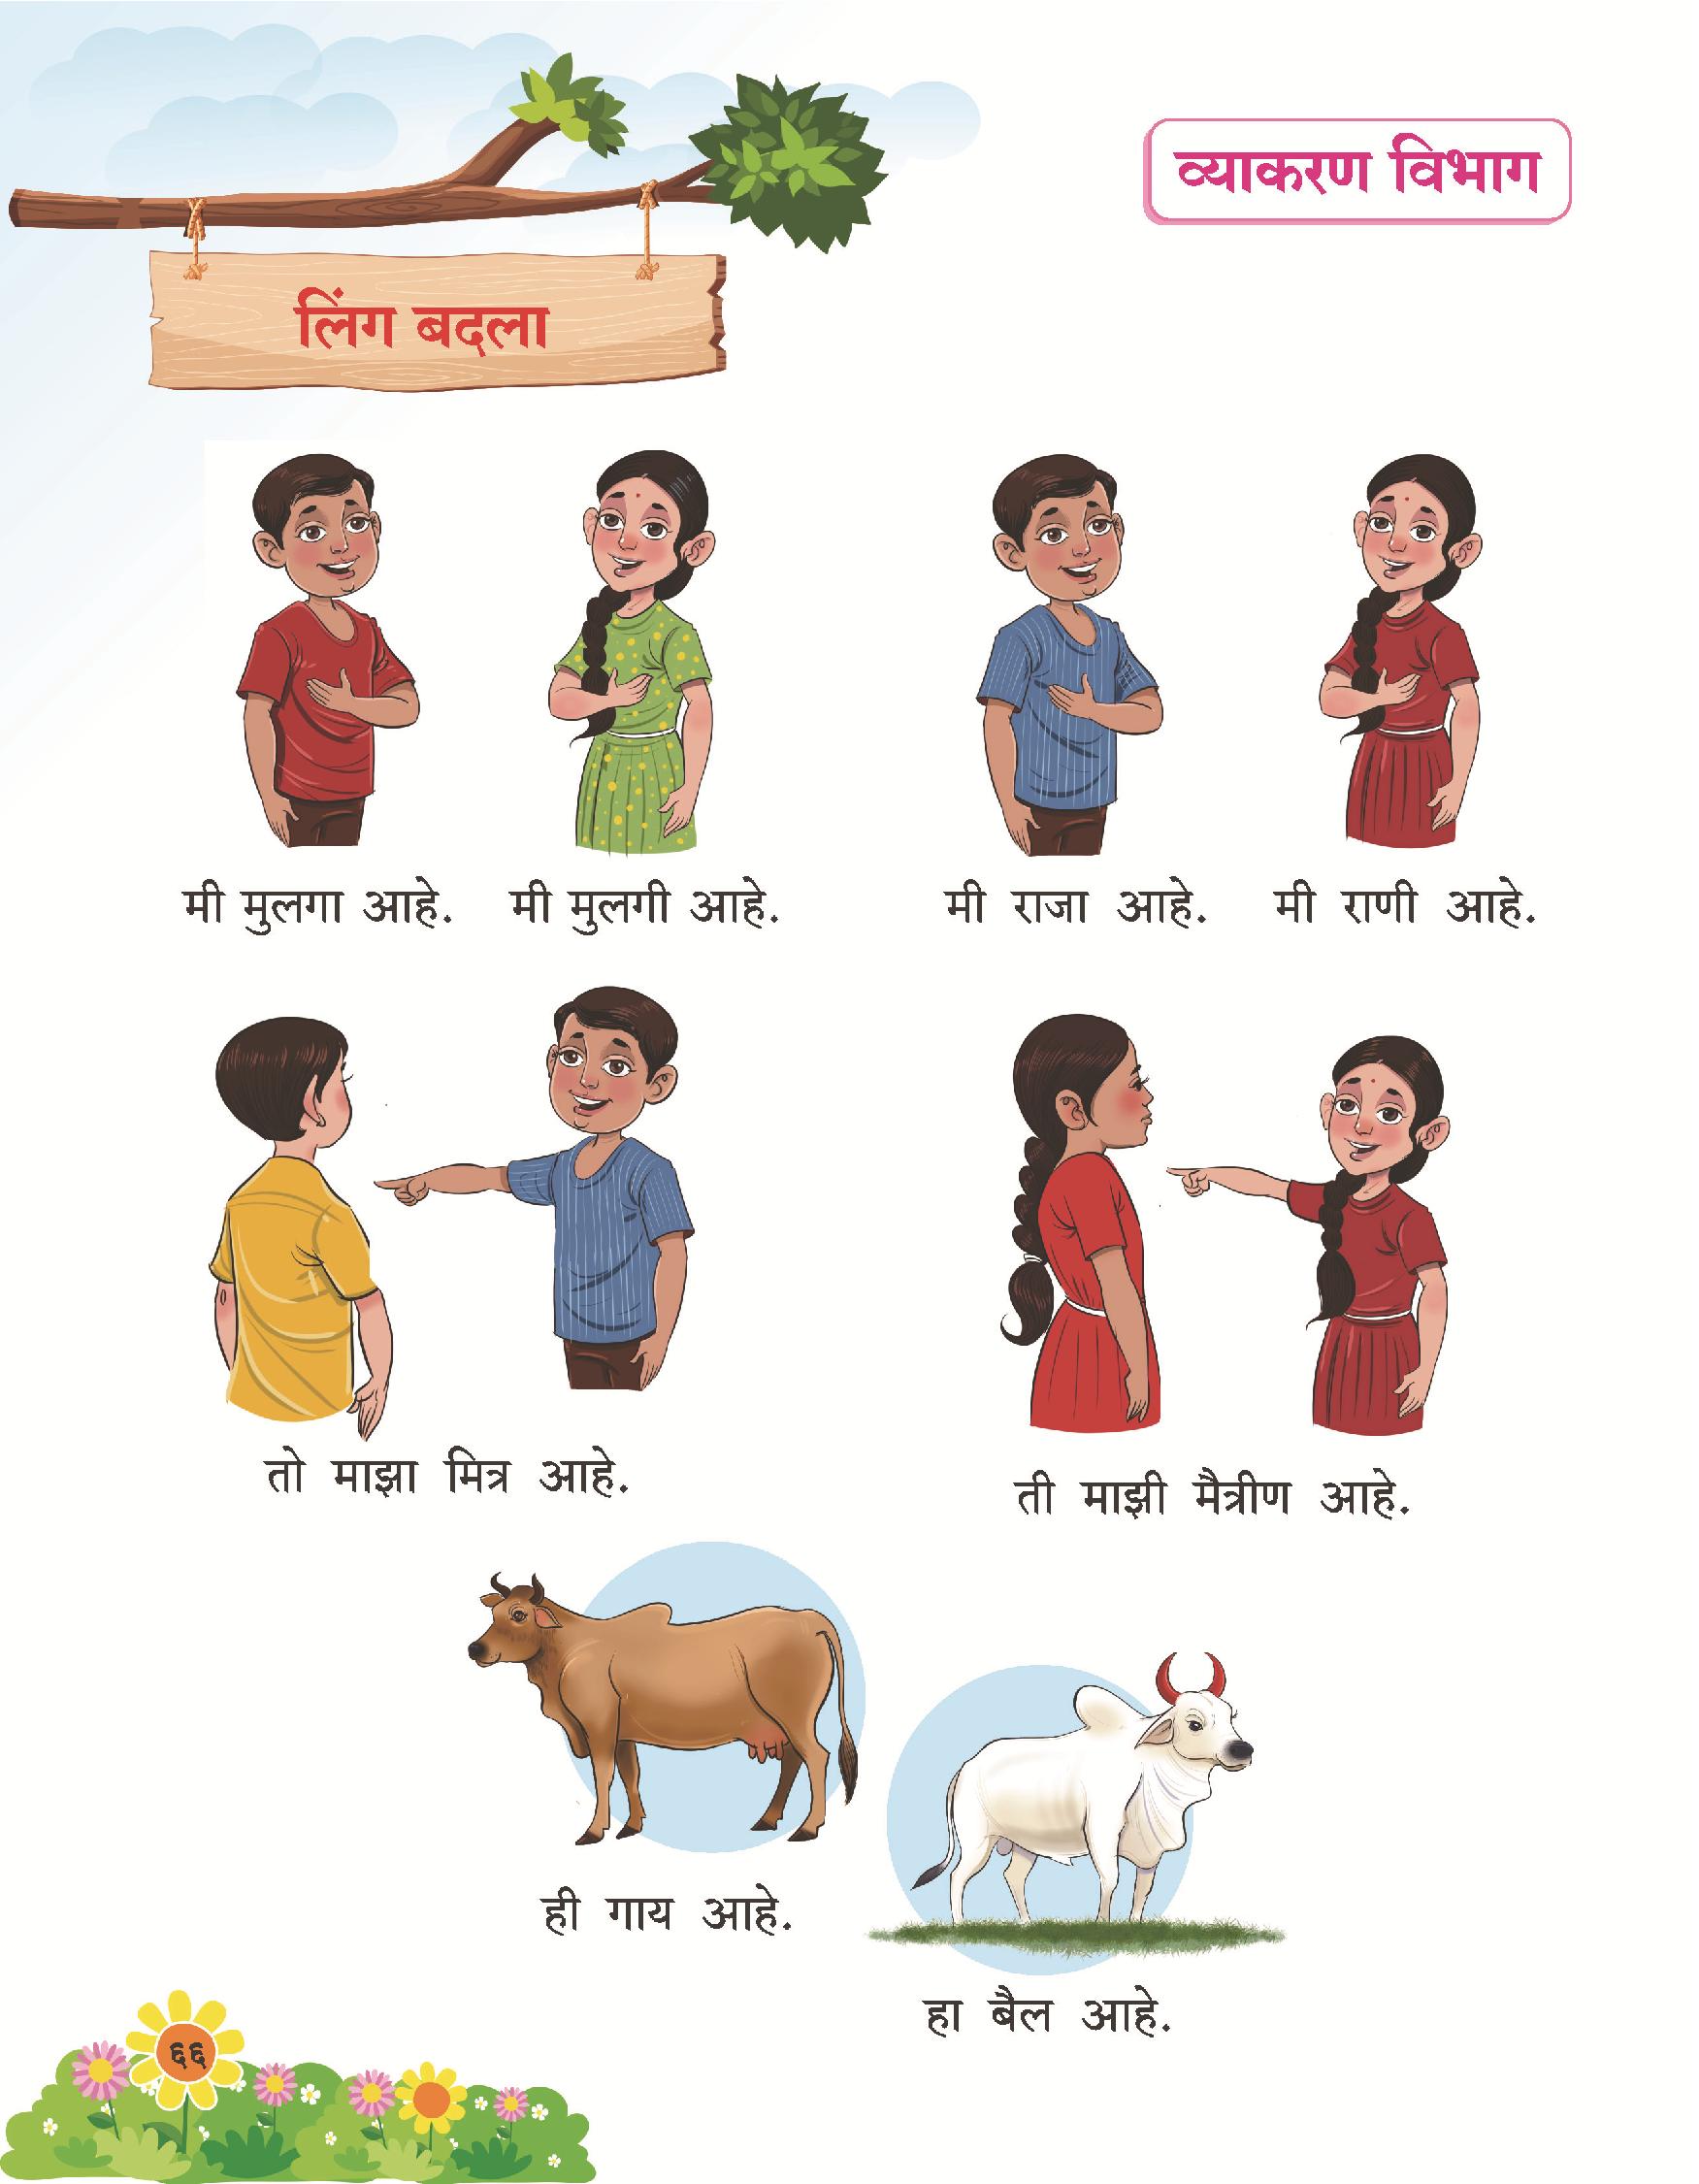 व्याकरण विभाग
लिंग बदला
मी मुलगा आहे. मी मुलगी आहे. मी राजा आहे. मी राणी आहे.
तो माझा मित्र आहे.
ती माझी मैत्रीण आहे.
ही गाय आहे.
हा बैल आहे.
६६